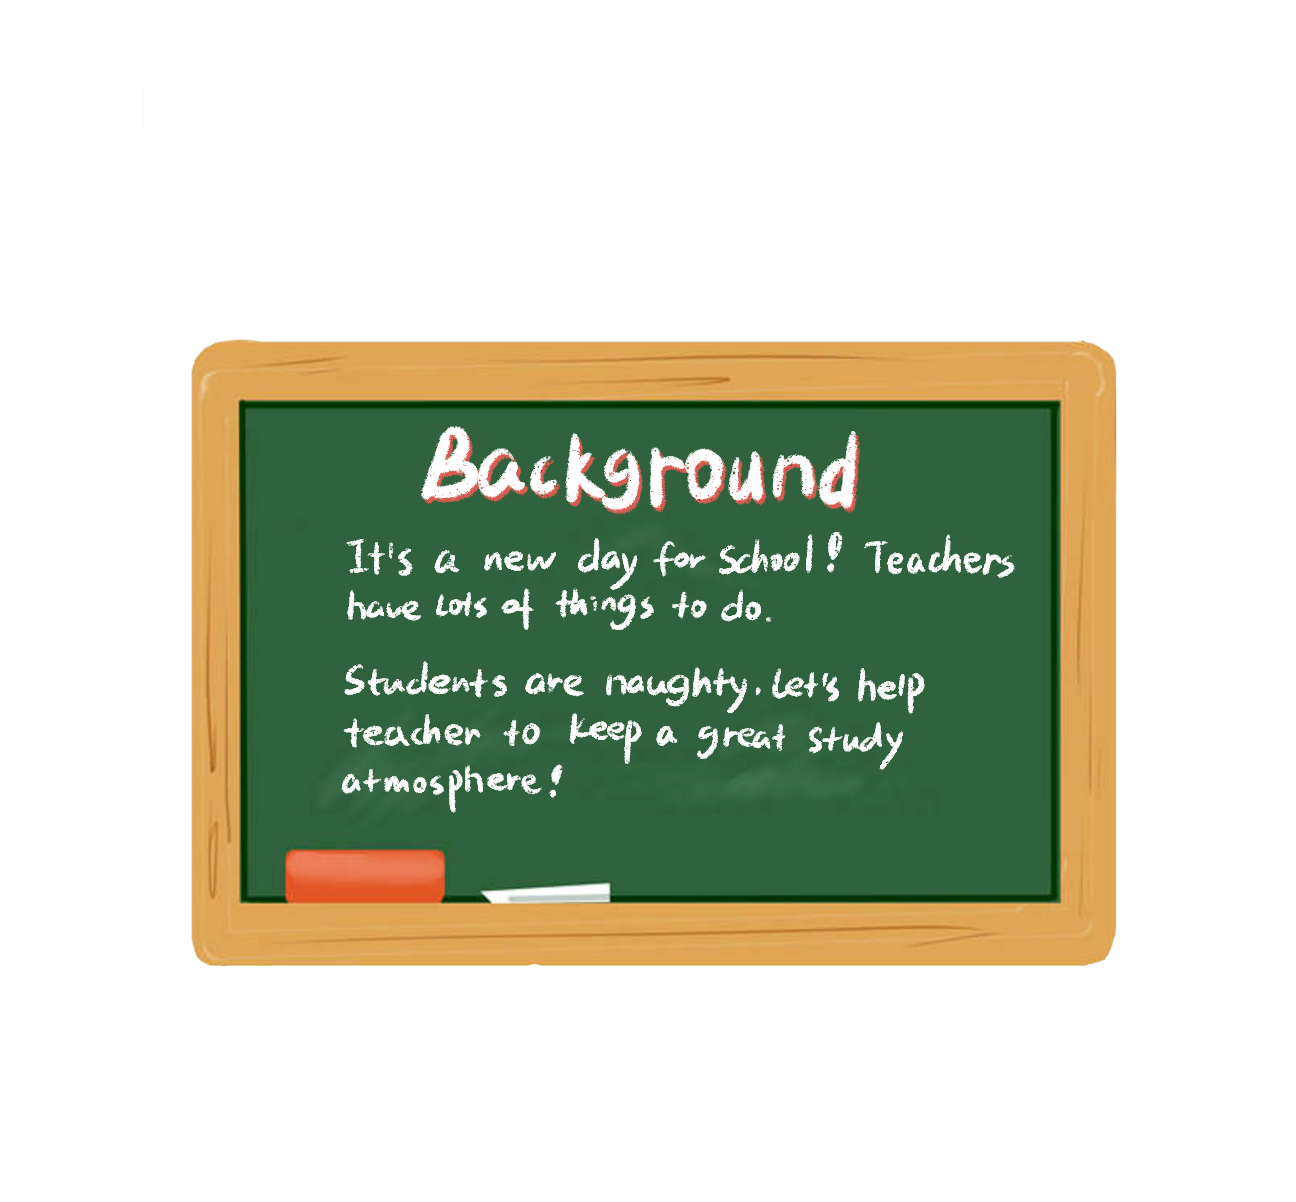 Background
It's a new day for School! Teachers
have lots of things to do.
Students are naughty. Let's help
teacher to keep a great study
atmosphere!